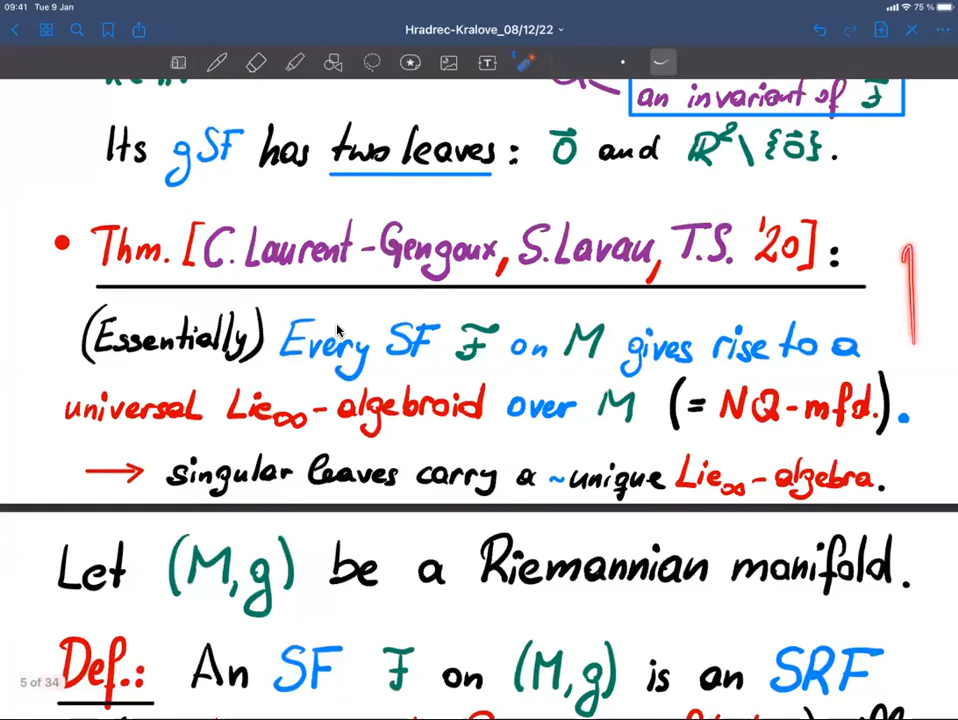 09:41 Tue 9 Jan
75 %
Hradrec-Kralove_08/12/22
an invariant of F
Its gSF has two leaves: 0⃗ and ℝ²\{0⃗}.
• Thm. [C. Laurent-Gengoux, S. Lavau, T.S. '20]:
(Essentially) Every SF F on M gives rise to a
universal Lie∞-algebroid over M (= NQ-mfd.).
→ singular leaves carry a ~unique Lie∞-algebra.
Let (M,g) be a Riemannian manifold.
Def.: An SF F on (M,g) is an SRF
5 of 34